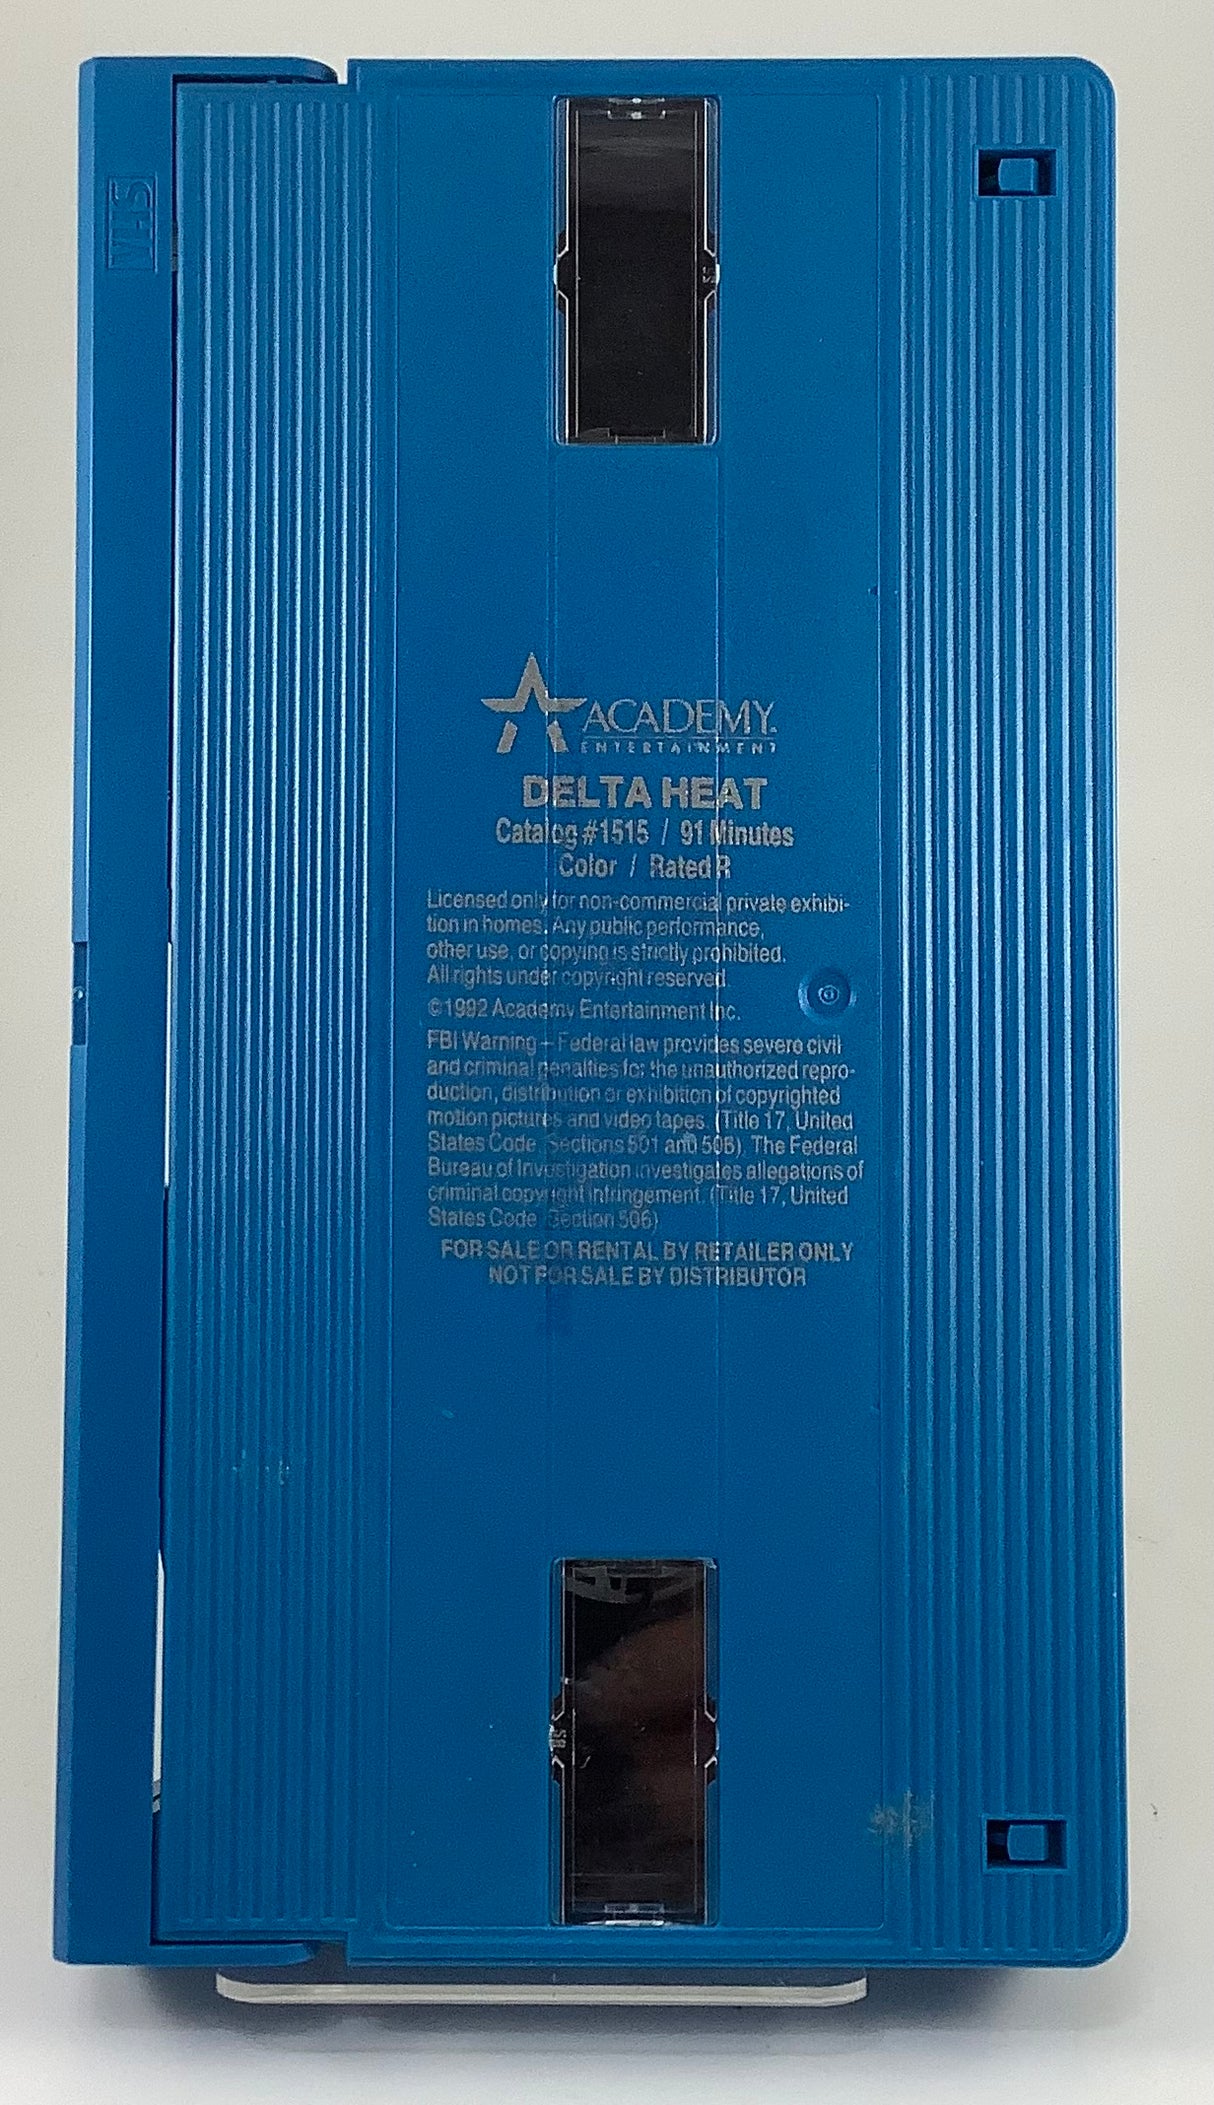 VHS
ACADEMY
ENTERTAINMENT
DELTA HEAT
Catalog #1515 / 91 Minutes
Color / Rated R
Licensed only for non-commercial private exhibi-
tion in homes. Any public performance,
other use, or copying is strictly prohibited.
All rights under copyright reserved.
©1992 Academy Entertainment Inc.
FBI Warning – Federal law provides severe civil
and criminal penalties for the unauthorized repro-
duction, distribution or exhibition of copyrighted
motion pictures and video tapes. (Title 17, United
States Code, Sections 501 and 506). The Federal
Bureau of Investigation investigates allegations of
criminal copyright infringement. (Title 17, United
States Code, Section 506)
FOR SALE OR RENTAL BY RETAILER ONLY
NOT FOR SALE BY DISTRIBUTOR